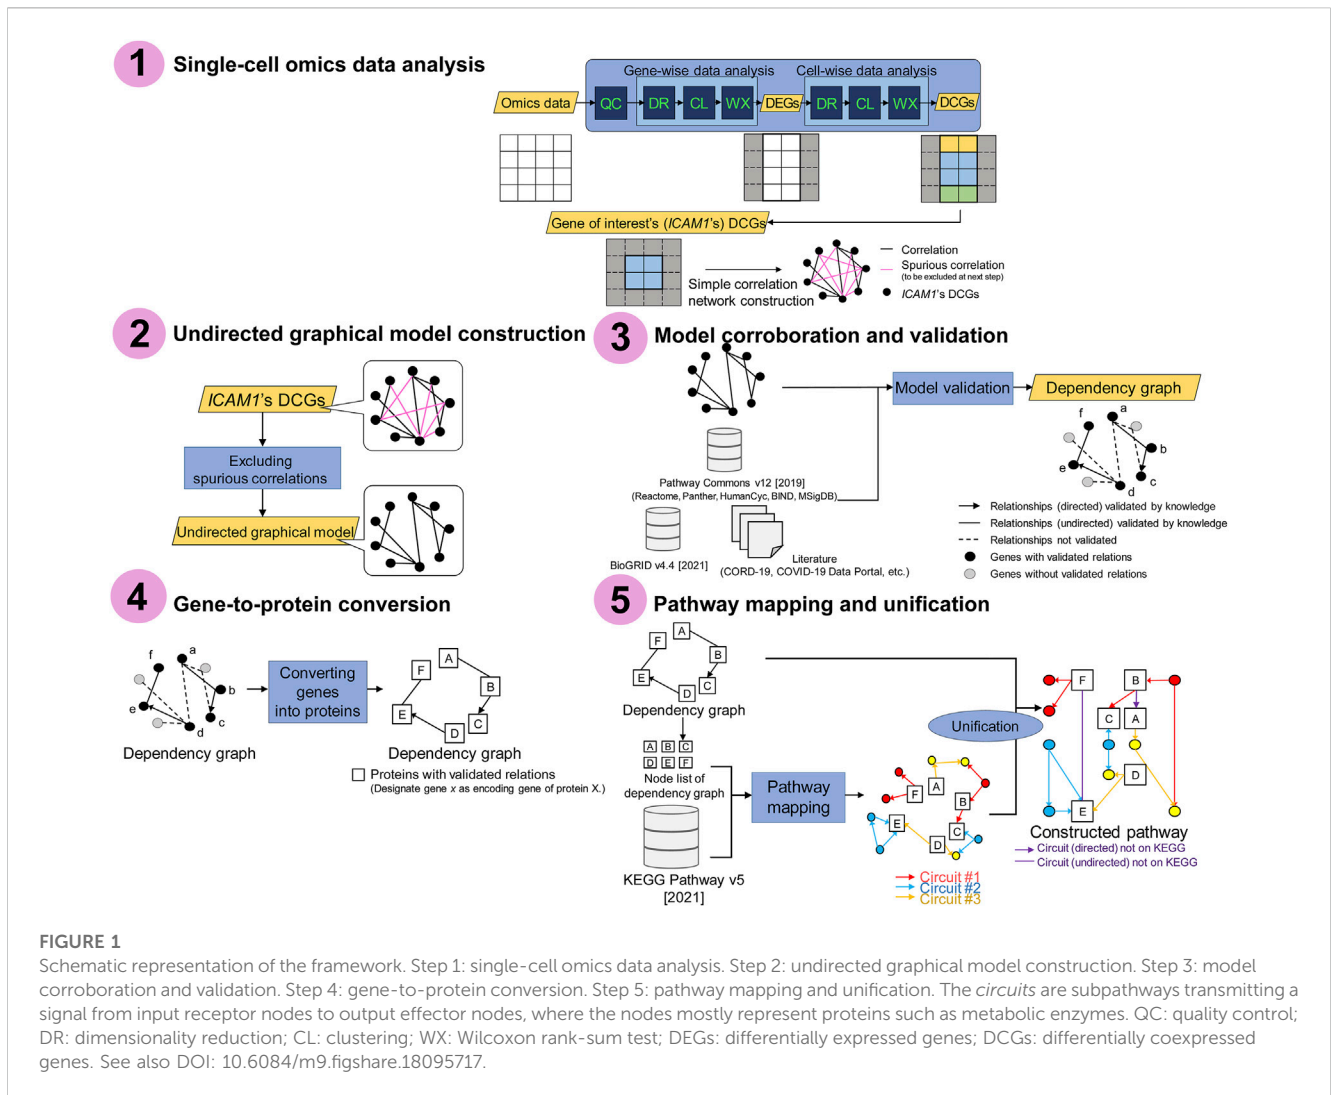 1
Single-cell omics data analysis
Gene-wise data analysis
Cell-wise data analysis
Omics data
QC
DR
CL
WX
DEGs
DR
CL
WX
DCGs
Gene of interest's (ICAM1's) DCGs
Simple correlation
network construction
Correlation
Spurious correlation
(to be excluded at next step)
ICAM1's DCGs
2
Undirected graphical model construction
ICAM1's DCGs
Excluding
spurious correlations
Undirected graphical model
3
Model corroboration and validation
Model validation
Dependency graph
Pathway Commons v12 [2019]
(Reactome, Panther, HumanCyc, BIND, MSigDB)
BioGRID v4.4 [2021]
Literature
(CORD-19, COVID-19 Data Portal, etc.)
f
a
b
e
c
d
Relationships (directed) validated by knowledge
Relationships (undirected) validated by knowledge
Relationships not validated
Genes with validated relations
Genes without validated relations
4
Gene-to-protein conversion
f
a
b
e
c
d
Dependency graph
Converting
genes
into proteins
A
F
B
E
C
D
Dependency graph
Proteins with validated relations
(Designate gene x as encoding gene of protein X.)
5
Pathway mapping and unification
A
F
B
E
C
D
Dependency graph
A B C
D E F
Node list of
dependency graph
KEGG Pathway v5
[2021]
Pathway
mapping
A
F
B
E
C
D
Circuit #1
Circuit #2
Circuit #3
Unification
F
B
C
A
D
E
Constructed pathway
Circuit (directed) not on KEGG
Circuit (undirected) not on KEGG
FIGURE 1
Schematic representation of the framework. Step 1: single-cell omics data analysis. Step 2: undirected graphical model construction. Step 3: model
corroboration and validation. Step 4: gene-to-protein conversion. Step 5: pathway mapping and unification. The circuits are subpathways transmitting a
signal from input receptor nodes to output effector nodes, where the nodes mostly represent proteins such as metabolic enzymes. QC: quality control;
DR: dimensionality reduction; CL: clustering; WX: Wilcoxon rank-sum test; DEGs: differentially expressed genes; DCGs: differentially coexpressed
genes. See also DOI: 10.6084/m9.figshare.18095717.